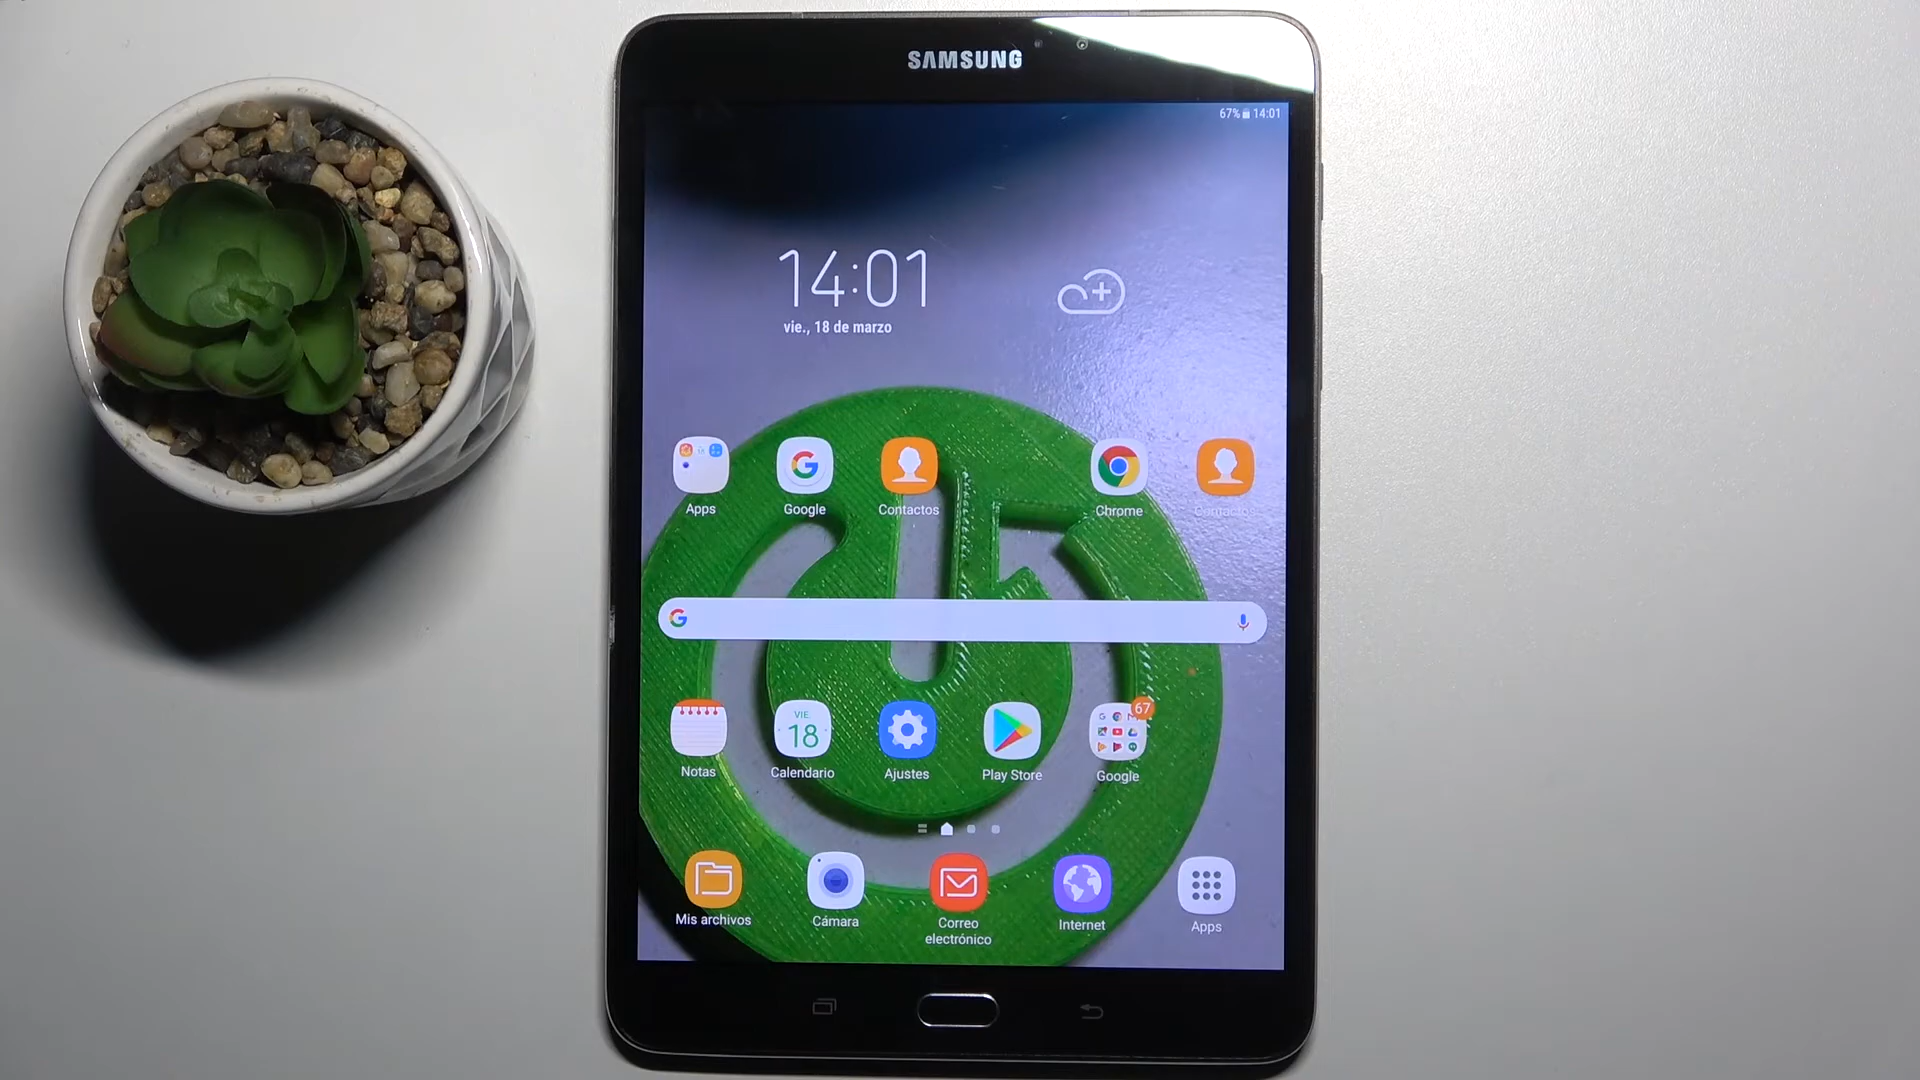 SAMSUNG
67% 14:01
14:01
vie., 18 de marzo
Apps
Google
Contactos
Chrome
Contactos
G
VIE.
18
67
Notas
Calendario
Ajustes
Play Store
Google
Mis archivos
Cámara
Correo
electrónico
Internet
Apps